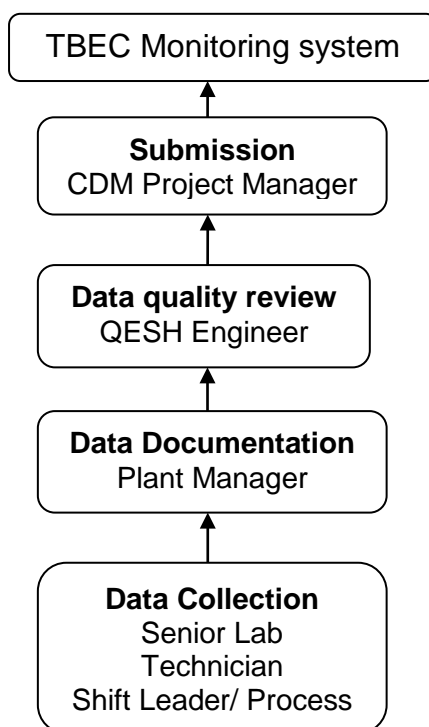 TBEC Monitoring system
Submission
CDM Project Manager
Data quality review
QESH Engineer
Data Documentation
Plant Manager
Data Collection
Senior Lab
Technician
Shift Leader/ Process